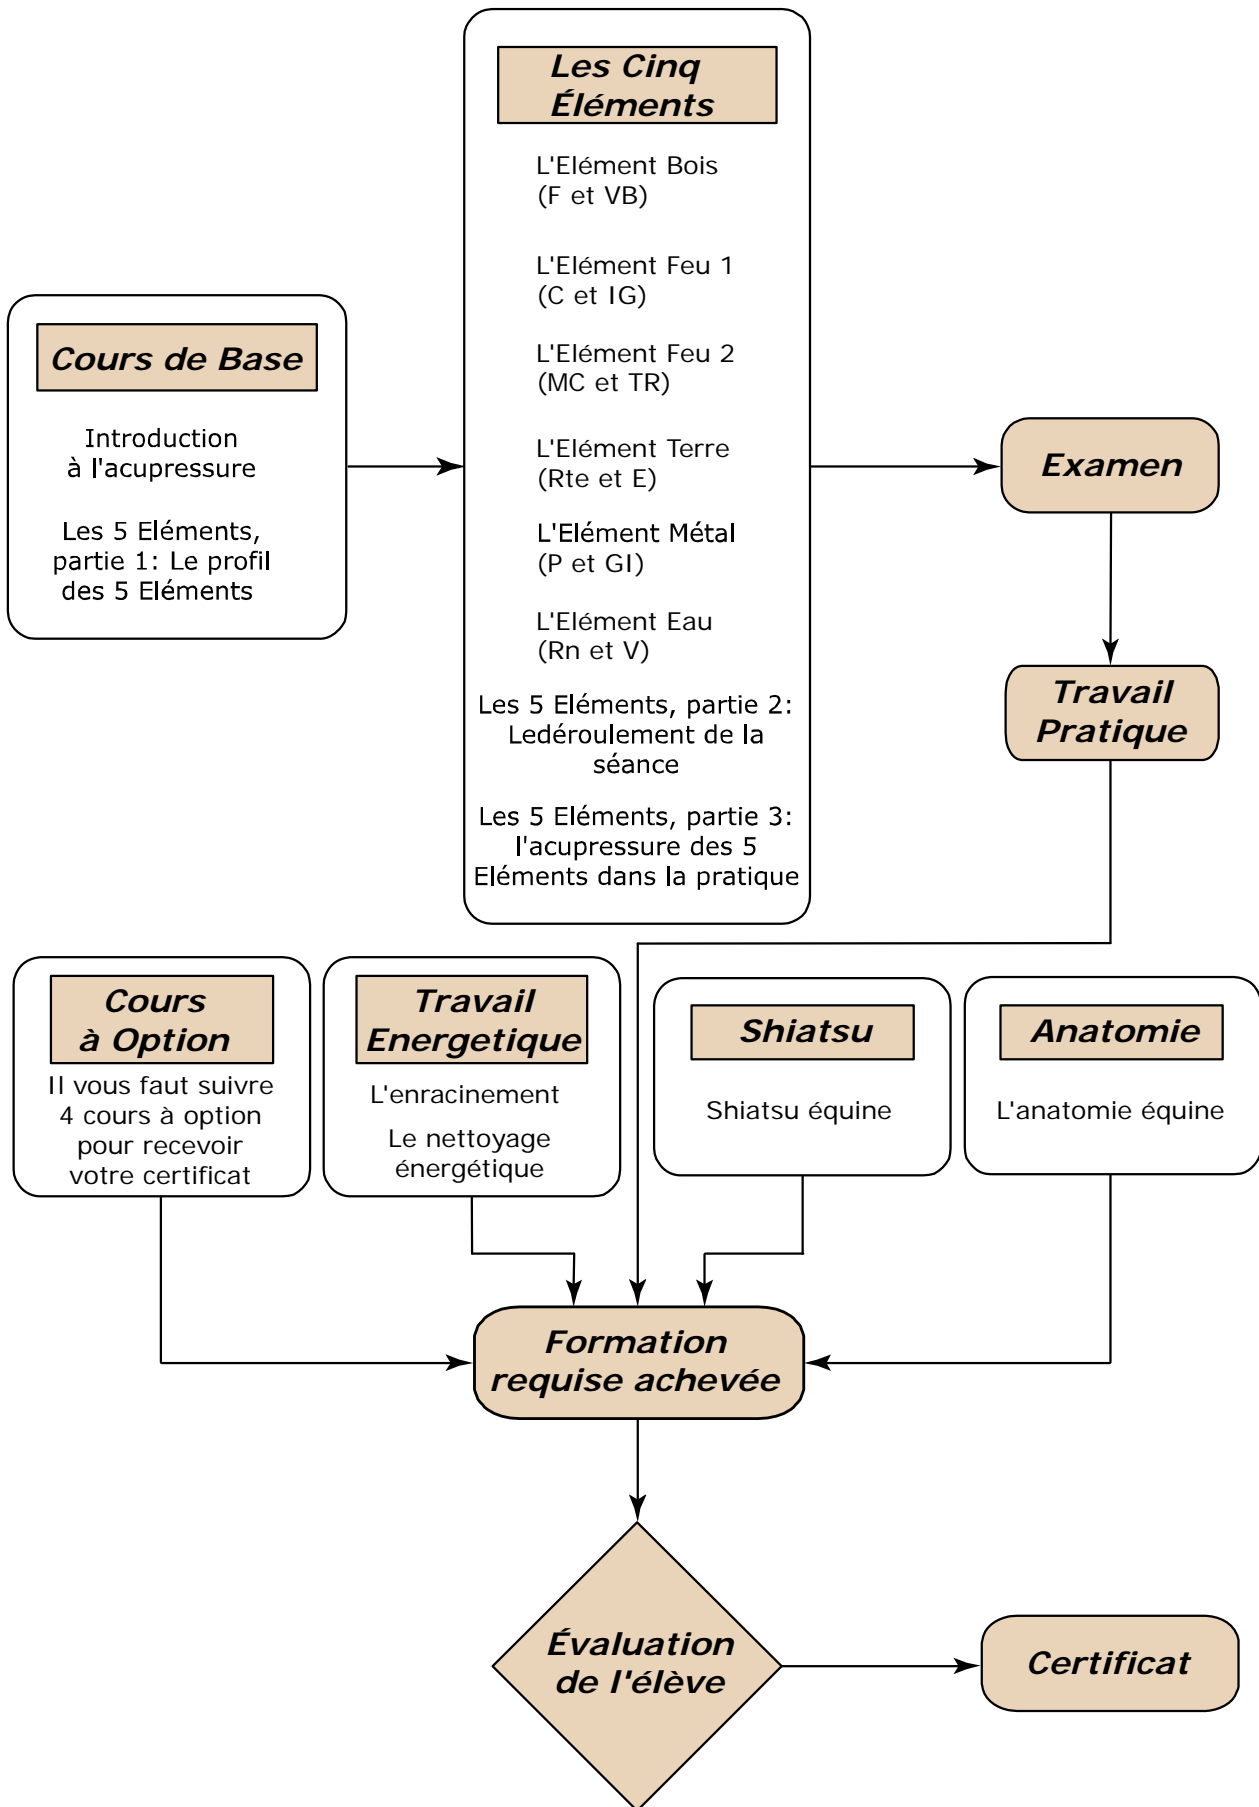 Les Cinq
Éléments
L'Elément Bois
(F et VB)
L'Elément Feu 1
(C et IG)
L'Elément Feu 2
(MC et TR)
L'Elément Terre
(Rte et E)
L'Elément Métal
(P et GI)
L'Elément Eau
(Rn et V)
Les 5 Eléments, partie 2:
Ledéroulement de la
séance
Les 5 Eléments, partie 3:
l'acupressure des 5
Eléments dans la pratique
Cours de Base
Introduction
à l'acupressure
Les 5 Eléments,
partie 1: Le profil
des 5 Eléments
Examen
Travail
Pratique
Cours
à Option
Il vous faut suivre
4 cours à option
pour recevoir
votre certificat
Travail
Energetique
L'enracinement
Le nettoyage
énergétique
Shiatsu
Shiatsu équine
Anatomie
L'anatomie équine
Formation
requise achevée
Évaluation
de l'élève
Certificat